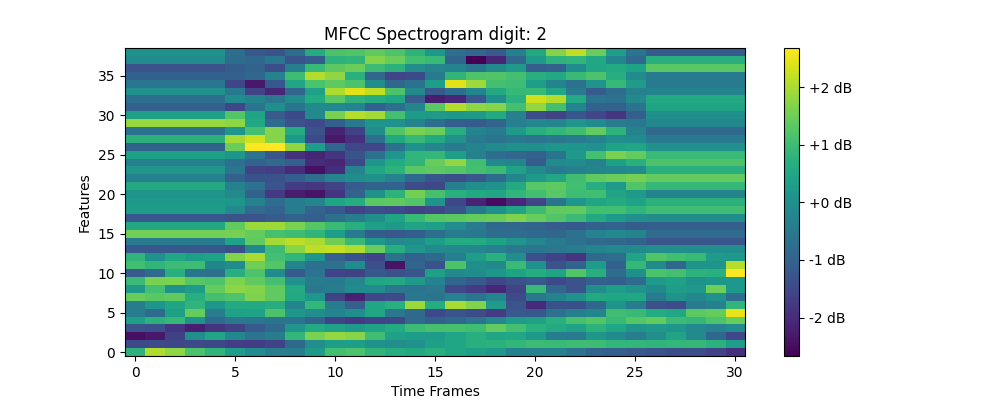 MFCC Spectrogram digit: 2
Features
35
30
25
20
15
10
5
0
0 5 10 15 20 25 30
Time Frames
+2 dB
+1 dB
+0 dB
-1 dB
-2 dB